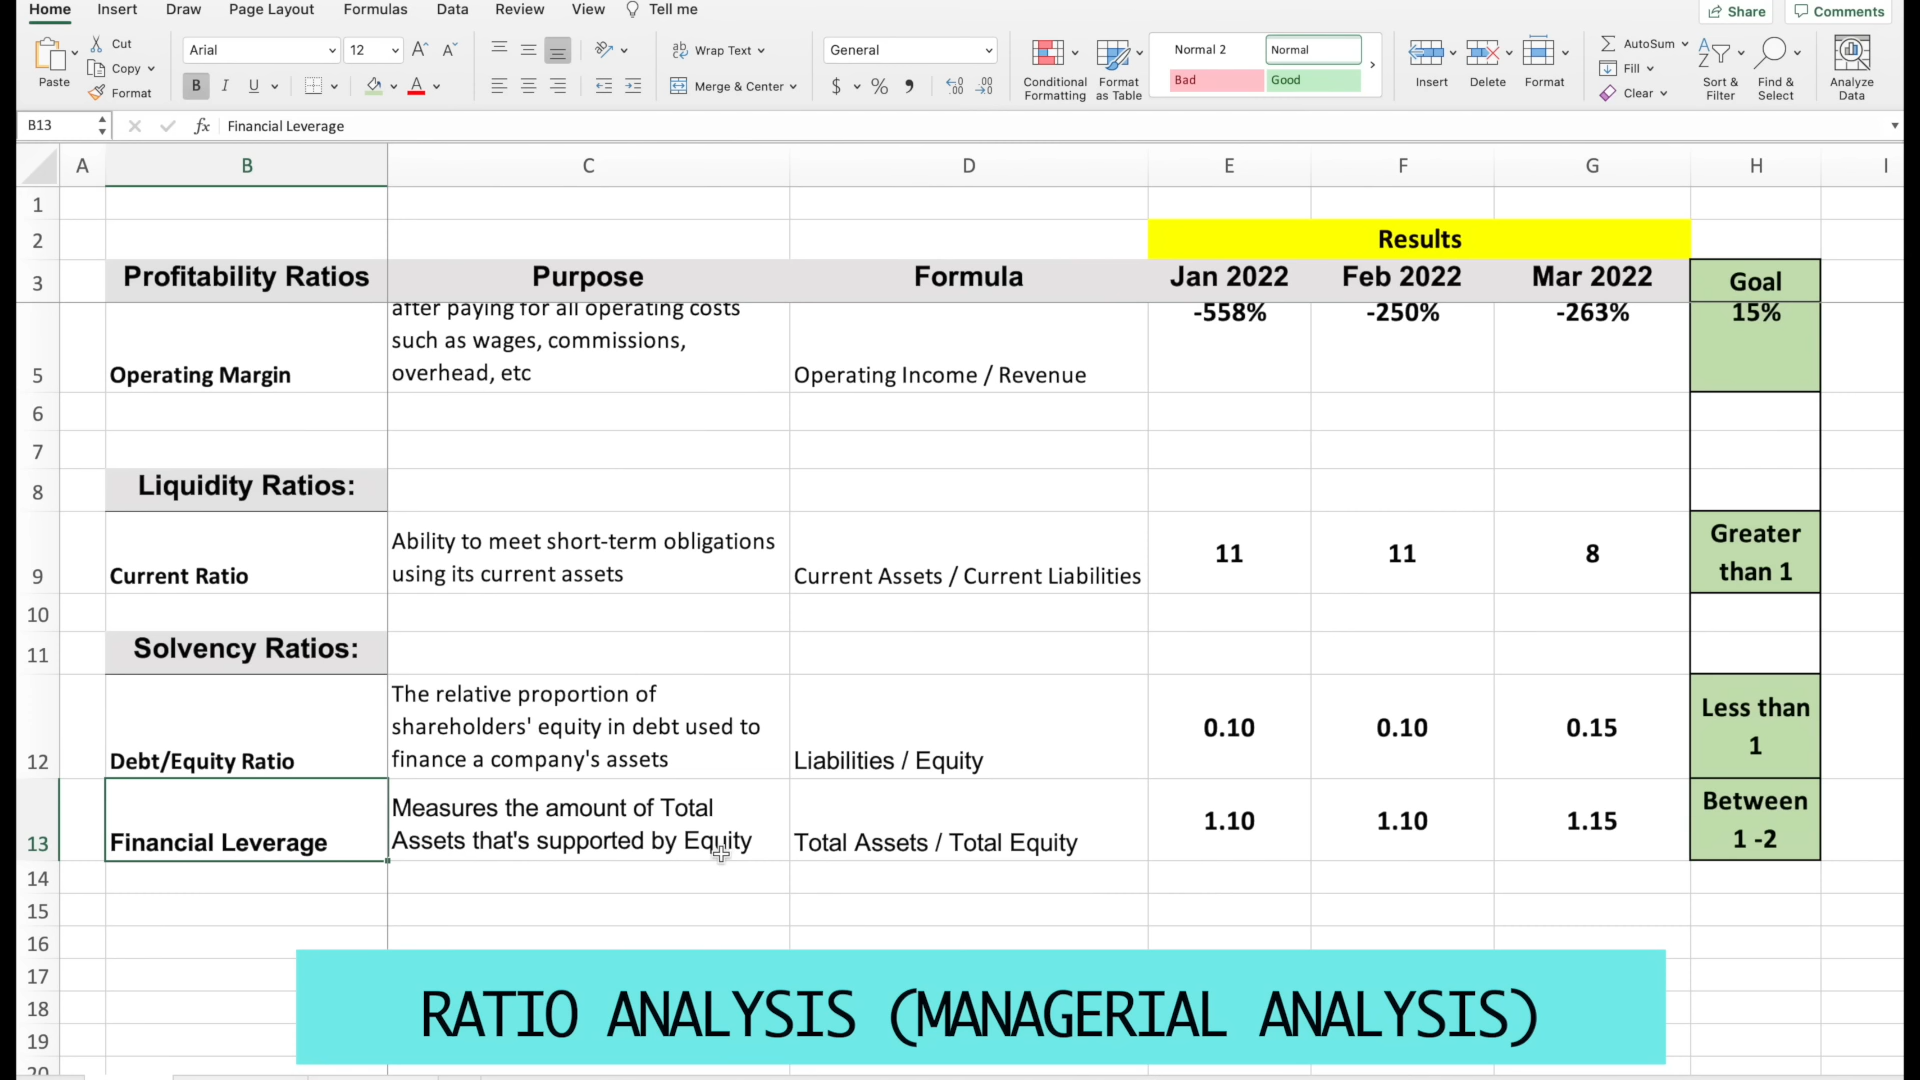 Home Insert Draw Page Layout Formulas Data Review View Tell me Share Comments
Paste Cut Copy Format
Arial 12
B I U A
Wrap Text
Merge & Center
General
$ % 9
Conditional Formatting
Format as Table
Normal 2 Normal
Bad Good
Insert Delete Format
AutoSum
Fill
Clear
Sort & Filter
Find & Select
Analyze Data
B13 fx Financial Leverage
A B C D E F G H I
1
2 Results
3 Profitability Ratios Purpose Formula Jan 2022 Feb 2022 Mar 2022 Goal
after paying for all operating costs -558% -250% -263% 15%
such as wages, commissions,
5 Operating Margin overhead, etc Operating Income / Revenue
6
7
8 Liquidity Ratios:
Ability to meet short-term obligations 11 11 8 Greater
9 Current Ratio using its current assets Current Assets / Current Liabilities than 1
10
11 Solvency Ratios:
The relative proportion of Less than
shareholders' equity in debt used to 0.10 0.10 0.15 1
12 Debt/Equity Ratio finance a company's assets Liabilities / Equity
Measures the amount of Total 1.10 1.10 1.15 Between
13 Financial Leverage Assets that's supported by Equity Total Assets / Total Equity 1 -2
14
15
16
17
18
19
20
RATIO ANALYSIS (MANAGERIAL ANALYSIS)